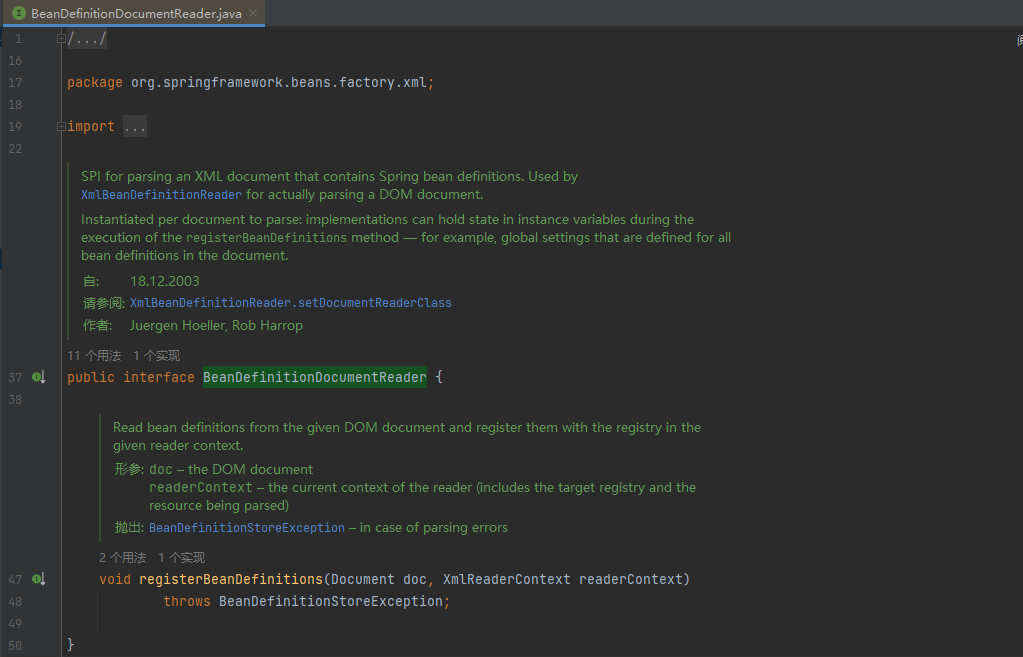 BeanDefinitionDocumentReader.java
1 /.../
16
17 package org.springframework.beans.factory.xml;
18
19 import ...
22
SPI for parsing an XML document that contains Spring bean definitions. Used by
XmlBeanDefinitionReader for actually parsing a DOM document.
Instantiated per document to parse: implementations can hold state in instance variables during the
execution of the registerBeanDefinitions method — for example, global settings that are defined for all
bean definitions in the document.
自: 18.12.2003
请参阅: XmlBeanDefinitionReader.setDocumentReaderClass
作者: Juergen Hoeller, Rob Harrop
11 个用法 1 个实现
37 public interface BeanDefinitionDocumentReader {
38
Read bean definitions from the given DOM document and register them with the registry in the
given reader context.
形参: doc – the DOM document
readerContext – the current context of the reader (includes the target registry and the
resource being parsed)
抛出: BeanDefinitionStoreException – in case of parsing errors
2 个用法 1 个实现
47 void registerBeanDefinitions(Document doc, XmlReaderContext readerContext)
48 throws BeanDefinitionStoreException;
49
50 }